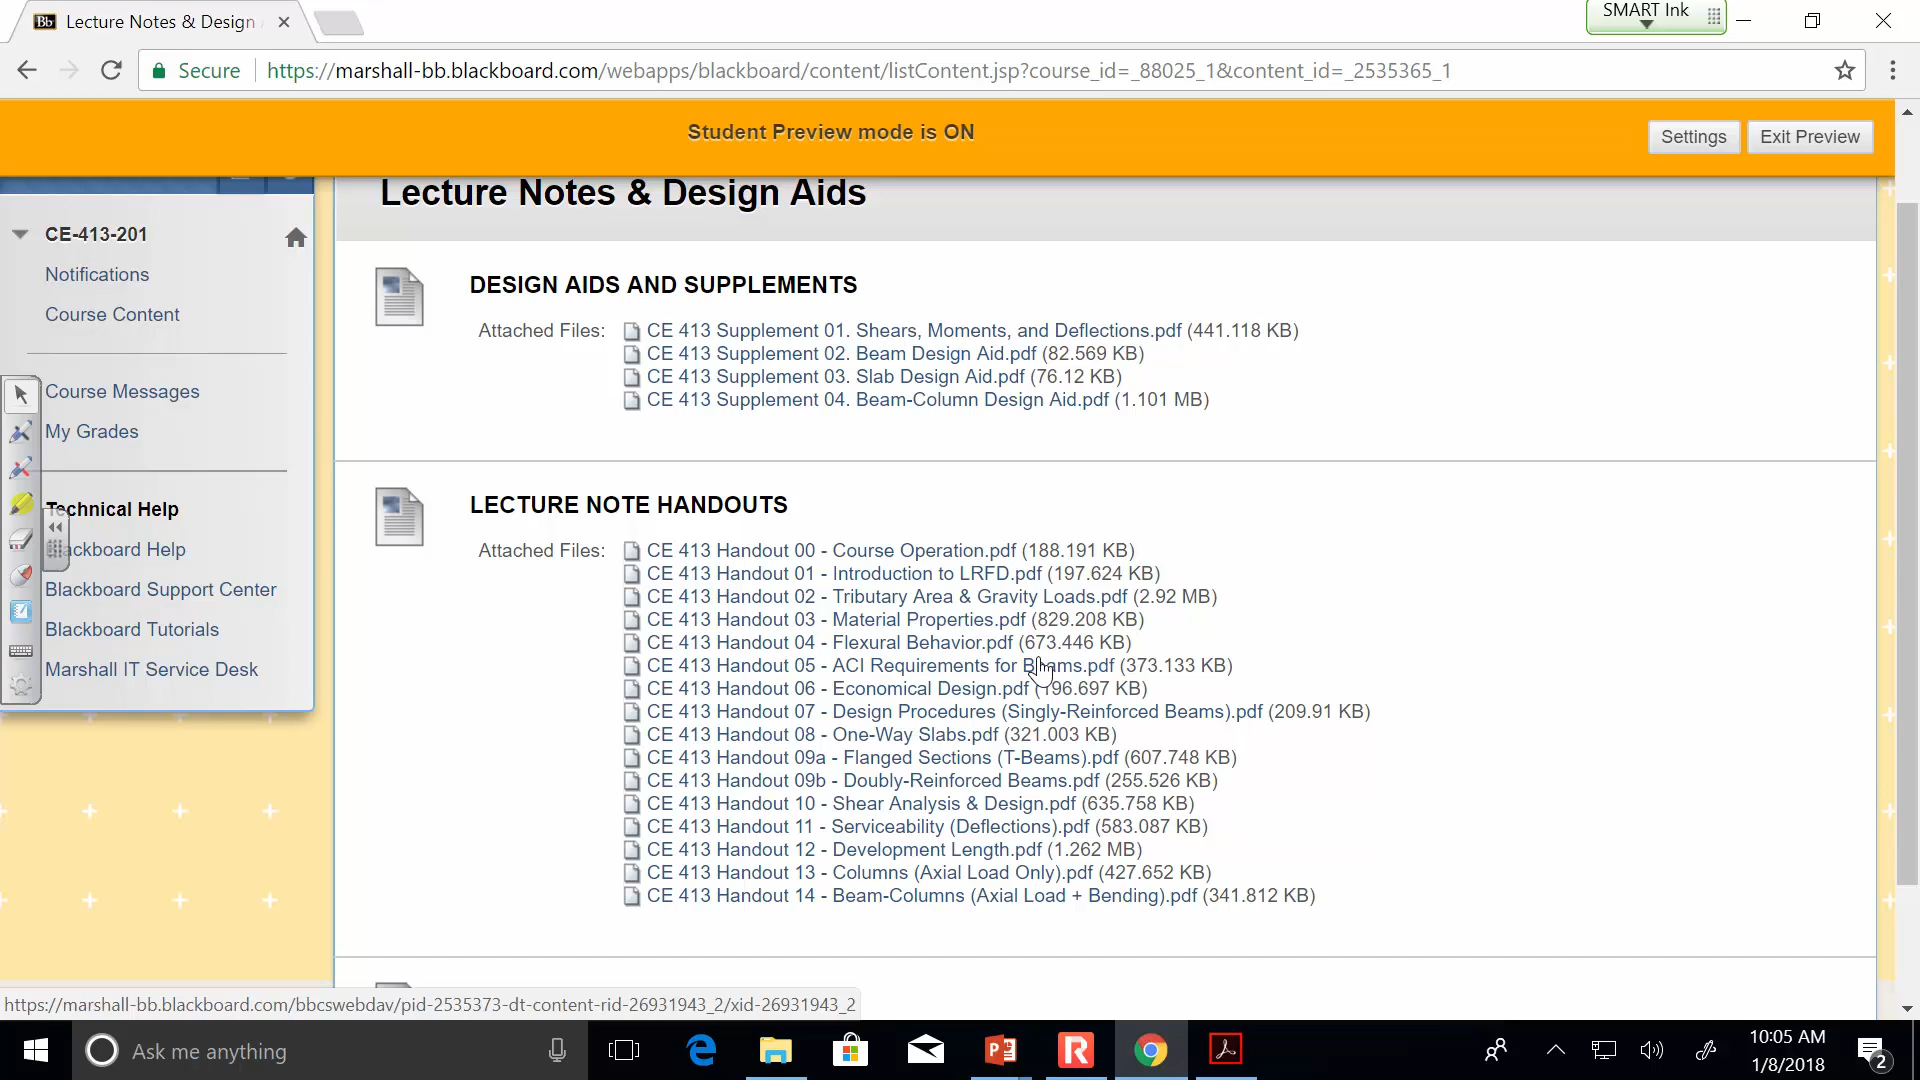 Bb Lecture Notes & Design
SMART Ink
Secure https://marshall-bb.blackboard.com/webapps/blackboard/content/listContent.jsp?course_id=_88025_1&content_id=_2535365_1
Student Preview mode is ON
Settings
Exit Preview
CE-413-201
Notifications
Course Content
Course Messages
My Grades
Technical Help
ackboard Help
Blackboard Support Center
Blackboard Tutorials
Marshall IT Service Desk
Lecture Notes & Design Aids
DESIGN AIDS AND SUPPLEMENTS
Attached Files: CE 413 Supplement 01. Shears, Moments, and Deflections.pdf (441.118 KB)
CE 413 Supplement 02. Beam Design Aid.pdf (82.569 KB)
CE 413 Supplement 03. Slab Design Aid.pdf (76.12 KB)
CE 413 Supplement 04. Beam-Column Design Aid.pdf (1.101 MB)
LECTURE NOTE HANDOUTS
Attached Files: CE 413 Handout 00 - Course Operation.pdf (188.191 KB)
CE 413 Handout 01 - Introduction to LRFD.pdf (197.624 KB)
CE 413 Handout 02 - Tributary Area & Gravity Loads.pdf (2.92 MB)
CE 413 Handout 03 - Material Properties.pdf (829.208 KB)
CE 413 Handout 04 - Flexural Behavior.pdf (673.446 KB)
CE 413 Handout 05 - ACI Requirements for Beams.pdf (373.133 KB)
CE 413 Handout 06 - Economical Design.pdf (196.697 KB)
CE 413 Handout 07 - Design Procedures (Singly-Reinforced Beams).pdf (209.91 KB)
CE 413 Handout 08 - One-Way Slabs.pdf (321.003 KB)
CE 413 Handout 09a - Flanged Sections (T-Beams).pdf (607.748 KB)
CE 413 Handout 09b - Doubly-Reinforced Beams.pdf (255.526 KB)
CE 413 Handout 10 - Shear Analysis & Design.pdf (635.758 KB)
CE 413 Handout 11 - Serviceability (Deflections).pdf (583.087 KB)
CE 413 Handout 12 - Development Length.pdf (1.262 MB)
CE 413 Handout 13 - Columns (Axial Load Only).pdf (427.652 KB)
CE 413 Handout 14 - Beam-Columns (Axial Load + Bending).pdf (341.812 KB)
https://marshall-bb.blackboard.com/bbcswebdav/pid-2535373-dt-content-rid-26931943_2/xid-26931943_2
Ask me anything
10:05 AM
1/8/2018
2